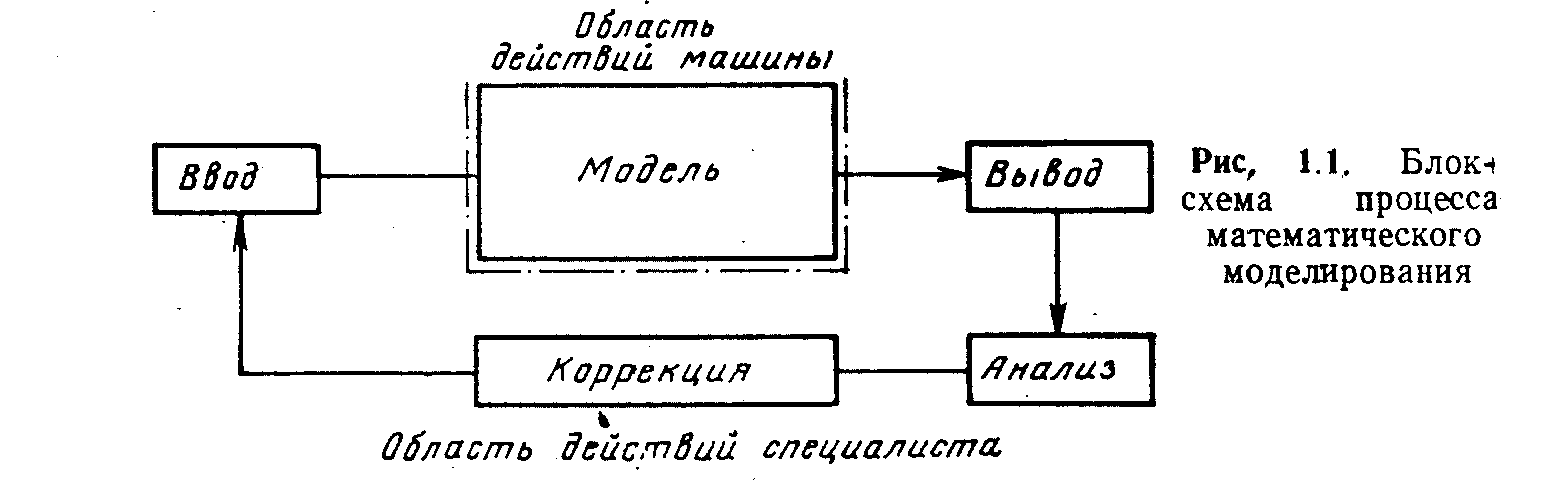 Область
действий машины
Ввод
Модель
Вывод
Рис, 1.1. Блок-
схема процесса
математического
моделирования
Коррекция
Анализ
Область действий специалиста